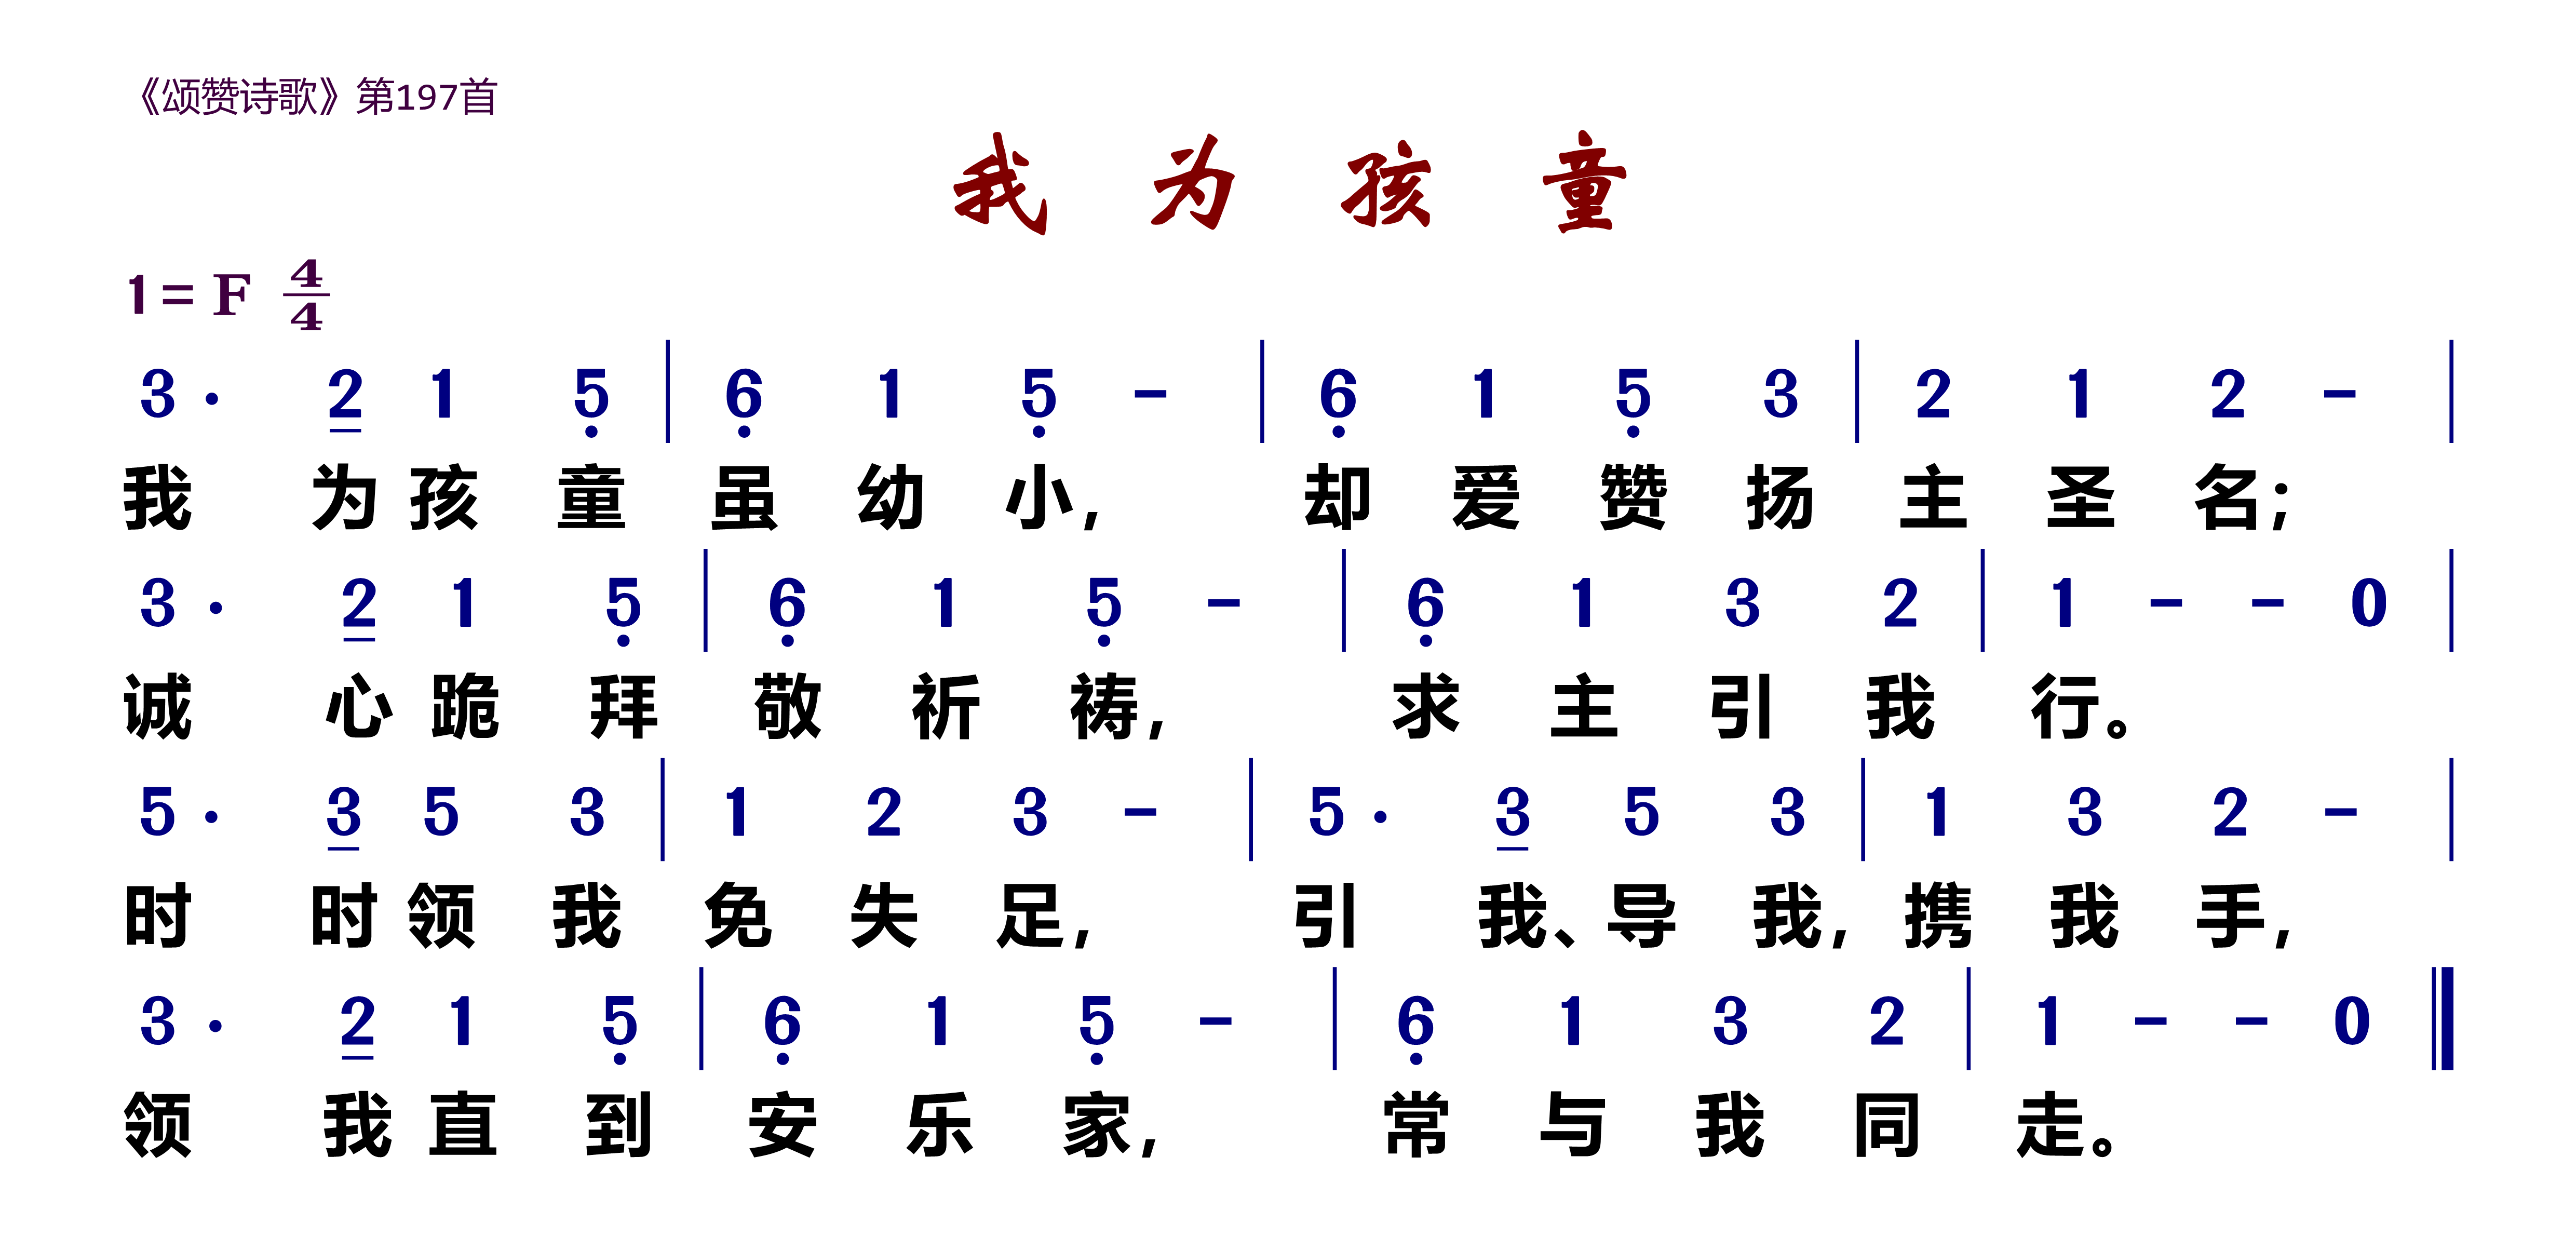 《颂赞诗歌》第197首
我 为 孩 童
1 = F 4/4
3 · 2 1 5 | 6 1 5 - | 6 1 5 3 | 2 1 2 - |
我 为 孩 童 虽 幼 小, 却 爱 赞 扬 主 圣 名;
3 · 2 1 5 | 6 1 5 - | 6 1 3 2 | 1 - - 0 |
诚 心 跪 拜 敬 祈 祷, 求 主 引 我 行。
5 · 3 5 3 | 1 2 3 - | 5 · 3 5 3 | 1 3 2 - |
时 时 领 我 免 失 足, 引 我、导 我, 携 我 手,
3 · 2 1 5 | 6 1 5 - | 6 1 3 2 | 1 - - 0 ‖
领 我 直 到 安 乐 家, 常 与 我 同 走。